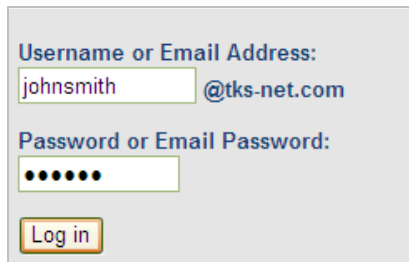 Username or Email Address:
johnsmith @tks-net.com
Password or Email Password:
••••••
Log in